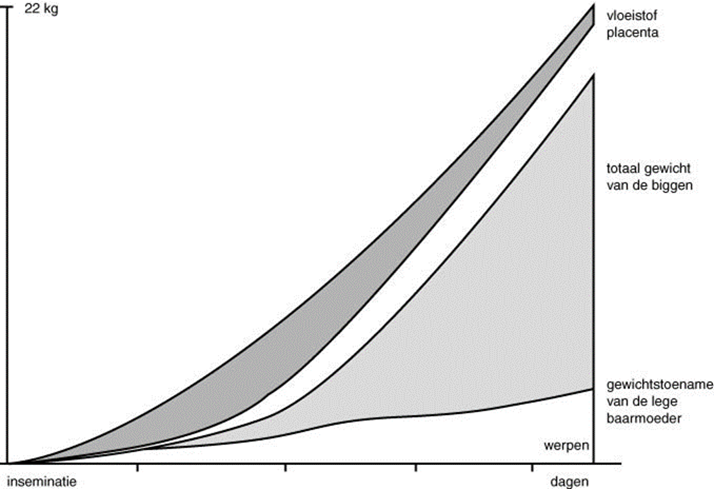 22 kg
vloeistof
placenta
totaal gewicht
van de biggen
gewichtstoename
van de lege
baarmoeder
werpen
inseminatie
dagen